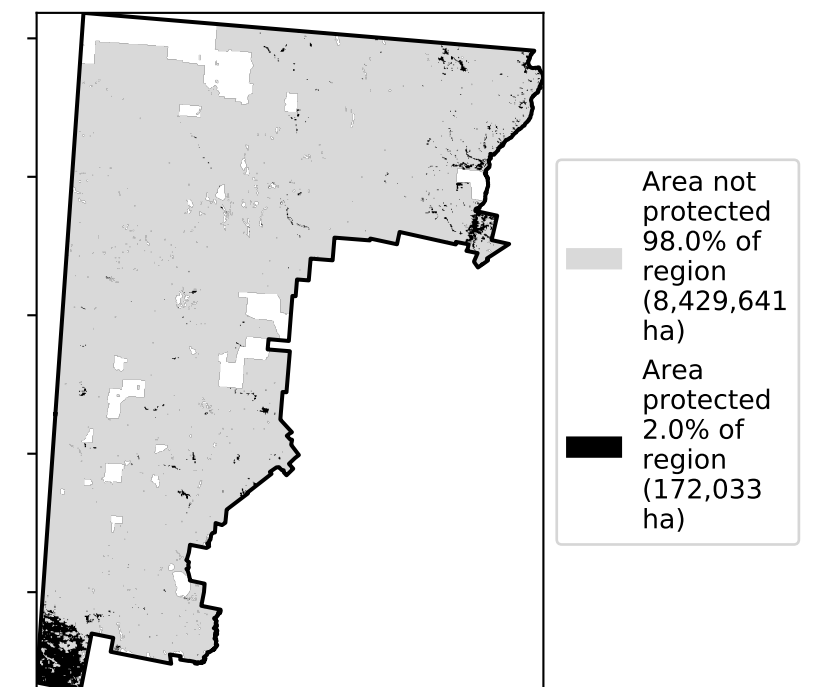 Area not
protected
98.0% of
region
(8,429,641
ha)
Area
protected
2.0% of
region
(172,033
ha)